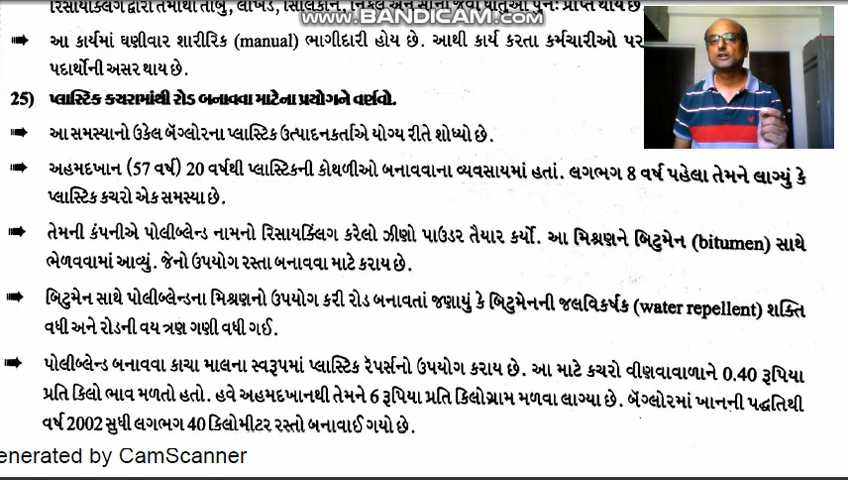 રિસાયક્લિંગ દ્વારા તેમાંથી તાંબુ, લોખંડ, સિલિકોન, નિકલ અને સોના જેવી ધાતુઓ પુનઃ પ્રાપ્ત થાય છે
www.BANDICAM.com
આ કાર્યમાં ઘણીવાર શારીરિક (manual) ભાગીદારી હોય છે. આથી કાર્ય કરતા કર્મચારીઓ પર
પદાર્થોની અસર થાય છે.
25) પ્લાસ્ટિક કચરામાંથી રોડ બનાવવા માટેના પ્રયોગને વર્ણવો.
આ સમસ્યાનો ઉકેલ બૅંગ્લોરના પ્લાસ્ટિક ઉત્પાદનકર્તાએ યોગ્ય રીતે શોધ્યો છે.
અહમદખાન (57 વર્ષ) 20 વર્ષથી પ્લાસ્ટિકની કોથળીઓ બનાવવાના વ્યવસાયમાં હતાં. લગભગ 8 વર્ષ પહેલા તેમને લાગ્યું કે
પ્લાસ્ટિક કચરો એક સમસ્યા છે.
તેમની કંપનીએ પોલીબ્લેન્ડ નામનો રિસાયક્લિંગ કરેલો ઝીણો પાઉડર તૈયાર કર્યો. આ મિશ્રણને બિટુમેન (bitumen) સાથે
ભેળવવામાં આવ્યું. જેનો ઉપયોગ રસ્તા બનાવવા માટે કરાય છે.
બિટુમેન સાથે પોલીબ્લેન્ડના મિશ્રણનો ઉપયોગ કરી રોડ બનાવતાં જણાયું કે બિટુમેનની જલવિકર્ષક (water repellent) શક્તિ
વધી અને રોડની વય ત્રણ ગણી વધી ગઈ.
પોલીબ્લેન્ડ બનાવવા કાચા માલના સ્વરૂપમાં પ્લાસ્ટિક રૅપર્સનો ઉપયોગ કરાય છે. આ માટે કચરો વીણવાવાળાને 0.40 રૂપિયા
પ્રતિ કિલો ભાવ મળતો હતો. હવે અહમદખાનથી તેમને 6 રૂપિયા પ્રતિ કિલોગ્રામ મળવા લાગ્યા છે. બૅંગ્લોરમાં ખાનની પદ્ધતિથી
વર્ષ 2002 સુધી લગભગ 40 કિલોમીટર રસ્તો બનાવાઈ ગયો છે.
enerated by CamScanner